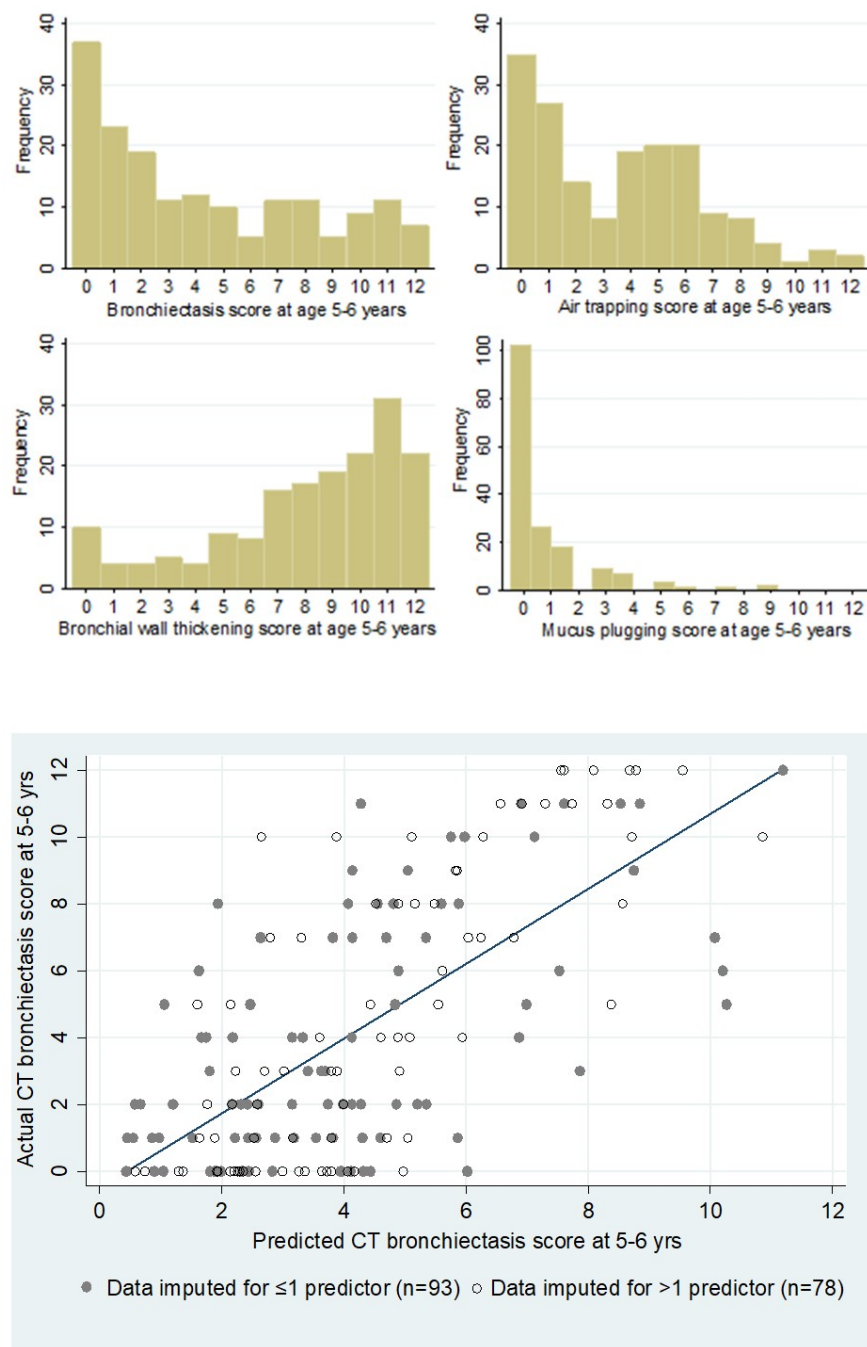 Frequency
0 10 20 30 40
0 1 2 3 4 5 6 7 8 9 10 11 12
Bronchiectasis score at age 5-6 years
Frequency
0 10 20 30 40
0 1 2 3 4 5 6 7 8 9 10 11 12
Air trapping score at age 5-6 years
Frequency
0 10 20 30 40
0 1 2 3 4 5 6 7 8 9 10 11 12
Bronchial wall thickening score at age 5-6 years
Frequency
0 20 40 60 80 100
0 1 2 3 4 5 6 7 8 9 10 11 12
Mucus plugging score at age 5-6 years
Actual CT bronchiectasis score at 5-6 yrs
12
10
8
6
4
2
0
0 2 4 6 8 10 12
Predicted CT bronchiectasis score at 5-6 yrs
Data imputed for ≤1 predictor (n=93) Data imputed for >1 predictor (n=78)